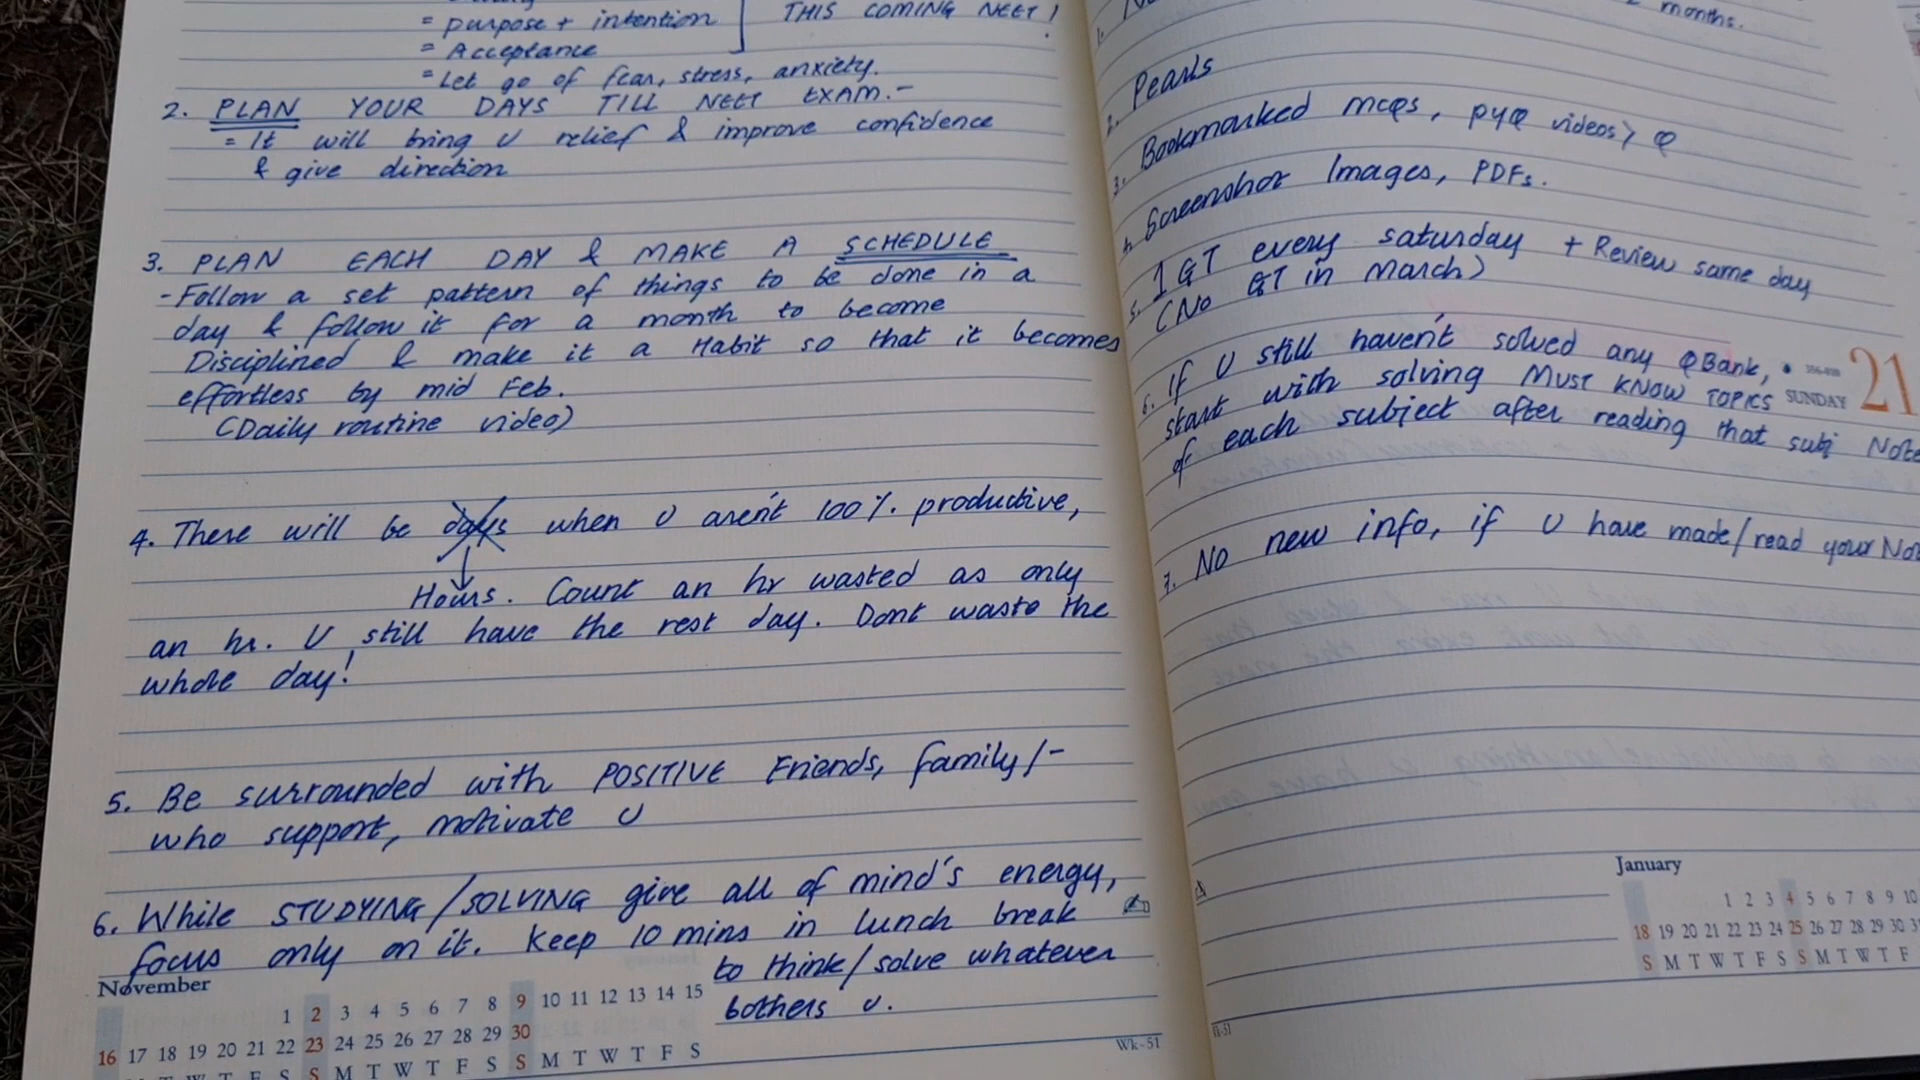 = purpose + intention
THIS COMING NEET!
= Acceptance
= Let go of fear, stress, anxiety.
2. PLAN YOUR DAYS TILL NEET EXAM.-
= It will bring U relief & improve confidence
& give direction
3. PLAN EACH DAY & MAKE A SCHEDULE
- Follow a set pattern of things to be done in a
day & follow it for a month to become
Disciplined & make it a Habit so that it becomes
effortless by mid Feb.
(Daily routine video)
4. There will be days when U aren't 100%. productive,
Hours. Count an hr wasted as only
an hr. U still have the rest day. Dont waste the
whole day!
5. Be surrounded with POSITIVE Friends, family/-
who support, motivate U
6. While STUDYING/SOLVING give all of mind's energy,
focus only on it. Keep 10 mins in lunch break
to think/solve whatever
bothers U.
November
1 2 3 4 5 6 7 8 9 10 11 12 13 14 15
16 17 18 19 20 21 22 23 24 25 26 27 28 29 30
S M T W T F S S M T W T F S
Wk-51
1.
months.
2. Pearls
3. Bookmarked mcqs, pyq videos> Q
4. Screenshot Images, PDFs.
5. 1 GT every saturday + Review same day
(No GT in March)
6. If U still haven't solved any QBank,
start with solving MUST KNOW TOPICS
of each subject after reading that subj Note
SUNDAY 21
7. No new info, if U have made/read your Not
January
1 2 3 4 5 6 7 8 9 10
18 19 20 21 22 23 24 25 26 27 28 29 30 31
S M T W T F S S M T W T F